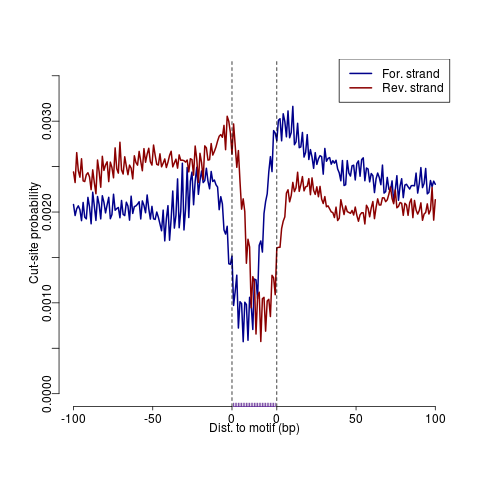 For. strand
Rev. strand
Cut-site probability
0.0030
0.0020
0.0010
0.0000
-100 -50 0 0 50 100
Dist. to motif (bp)